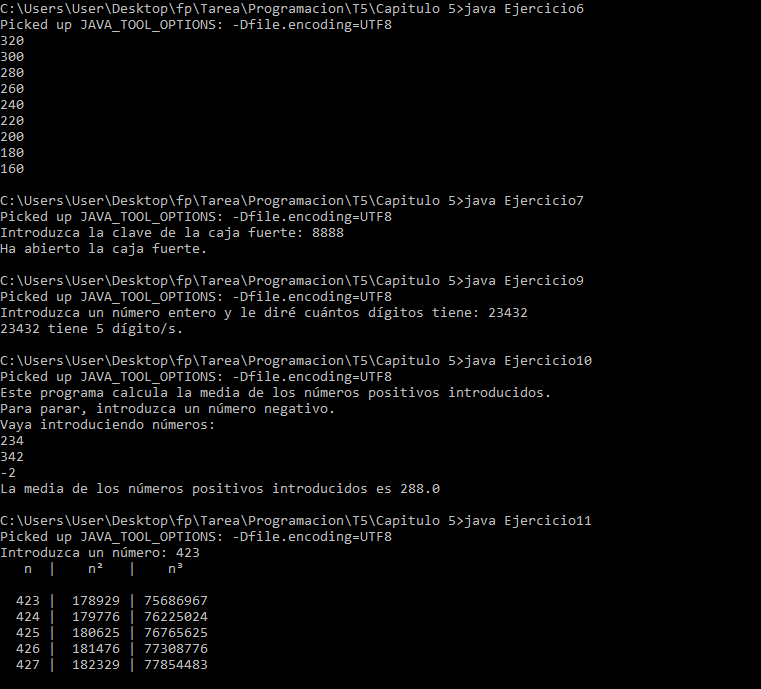 C:\Users\User\Desktop\fp\Tarea\Programacion\T5\Capitulo 5>java Ejercicio6
Picked up JAVA_TOOL_OPTIONS: -Dfile.encoding=UTF8
320
300
280
260
240
220
200
180
160
C:\Users\User\Desktop\fp\Tarea\Programacion\T5\Capitulo 5>java Ejercicio7
Picked up JAVA_TOOL_OPTIONS: -Dfile.encoding=UTF8
Introduzca la clave de la caja fuerte: 8888
Ha abierto la caja fuerte.
C:\Users\User\Desktop\fp\Tarea\Programacion\T5\Capitulo 5>java Ejercicio9
Picked up JAVA_TOOL_OPTIONS: -Dfile.encoding=UTF8
Introduzca un número entero y le diré cuántos dígitos tiene: 23432
23432 tiene 5 dígito/s.
C:\Users\User\Desktop\fp\Tarea\Programacion\T5\Capitulo 5>java Ejercicio10
Picked up JAVA_TOOL_OPTIONS: -Dfile.encoding=UTF8
Este programa calcula la media de los números positivos introducidos.
Para parar, introduzca un número negativo.
Vaya introduciendo números:
234
342
-2
La media de los números positivos introducidos es 288.0
C:\Users\User\Desktop\fp\Tarea\Programacion\T5\Capitulo 5>java Ejercicio11
Picked up JAVA_TOOL_OPTIONS: -Dfile.encoding=UTF8
Introduzca un número: 423
   n  |    n²   |    n³
  423 |  178929 | 75686967
  424 |  179776 | 76225024
  425 |  180625 | 76765625
  426 |  181476 | 77308776
  427 |  182329 | 77854483